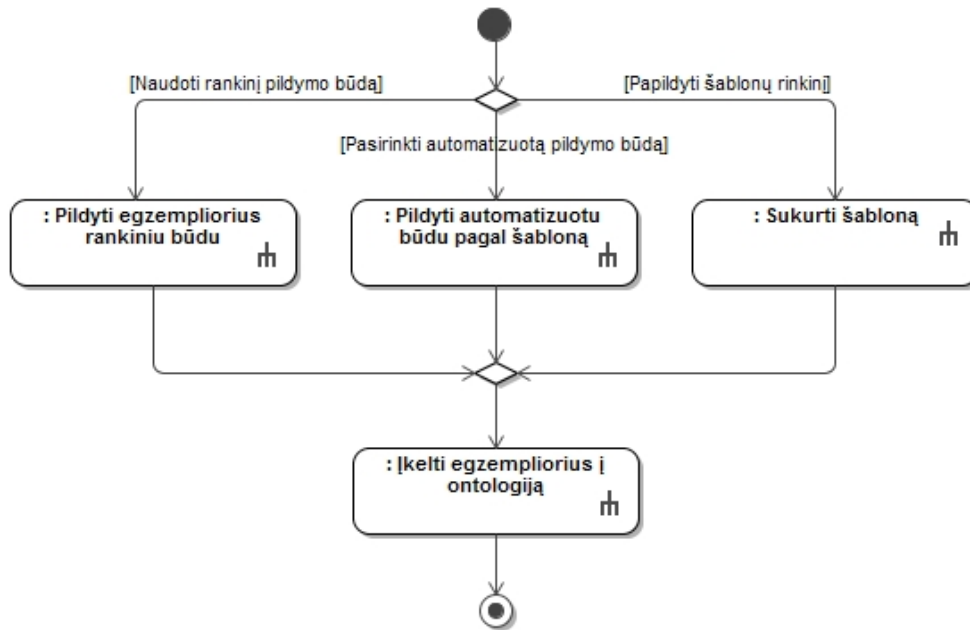 [Naudoti rankinį pildymo būdą]
[Papildyti šablonų rinkinį]
[Pasirinkti automatizuotą pildymo būdą]
: Pildyti egzempliorius
rankiniu būdu
: Pildyti automatizuotu
būdu pagal šabloną
: Sukurti šabloną
: Įkelti egzempliorius į
ontologiją